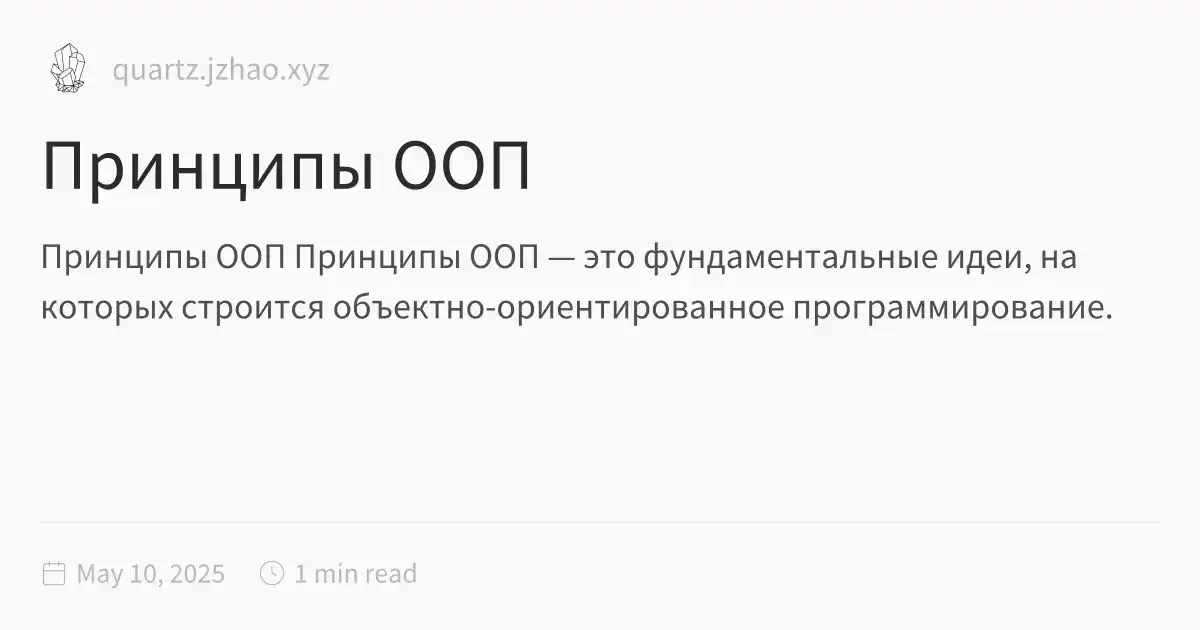 quartz.jzhao.xyz
Принципы ООП
Принципы ООП Принципы ООП — это фундаментальные идеи, на
которых строится объектно-ориентированное программирование.
May 10, 2025 1 min read